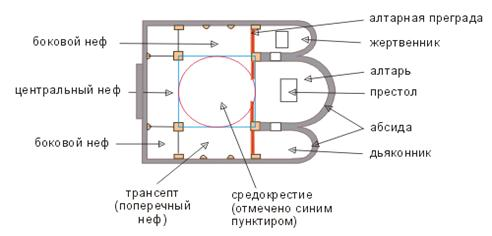 алтарная преграда
боковой неф
жертвенник
алтарь
центральный неф
престол
абсида
боковой неф
дьяконник
трансепт
(поперечный
неф)
средокрестие
(отмечено синим
пунктиром)